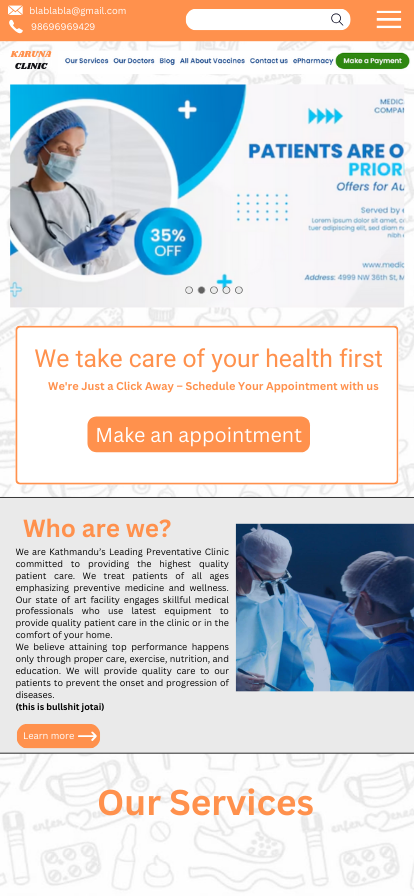 blablabla@gmail.com
98696969429
KARUNA
CLINIC
Our Services Our Doctors Blog All About Vaccines Contact us ePharmacy Make a Payment
MEDIC
COMPA
PATIENTS ARE O
PRIOR
Offers for Au
Served by e
Lorem ipsum dolor sit amet, c
tuer adipiscing elit, sed diam n
nibh
www.medic
Address: 4989 NW 36th St, M
35%
OFF
We take care of your health first
We're Just a Click Away – Schedule Your Appointment with us
Make an appointment
Who are we?
We are Kathmandu's Leading Preventative Clinic
committed to providing the highest quality
patient care. We treat patients of all ages
emphasizing preventive medicine and wellness.
Our state of art facility engages skillful medical
professionals who use latest equipment to
provide quality patient care in the clinic or in the
comfort of your home.
We believe attaining top performance happens
only through proper care, exercise, nutrition, and
education. We will provide quality care to our
patients to prevent the onset and progression of
diseases.
(this is bullshit jotai)
Learn more
Our Services